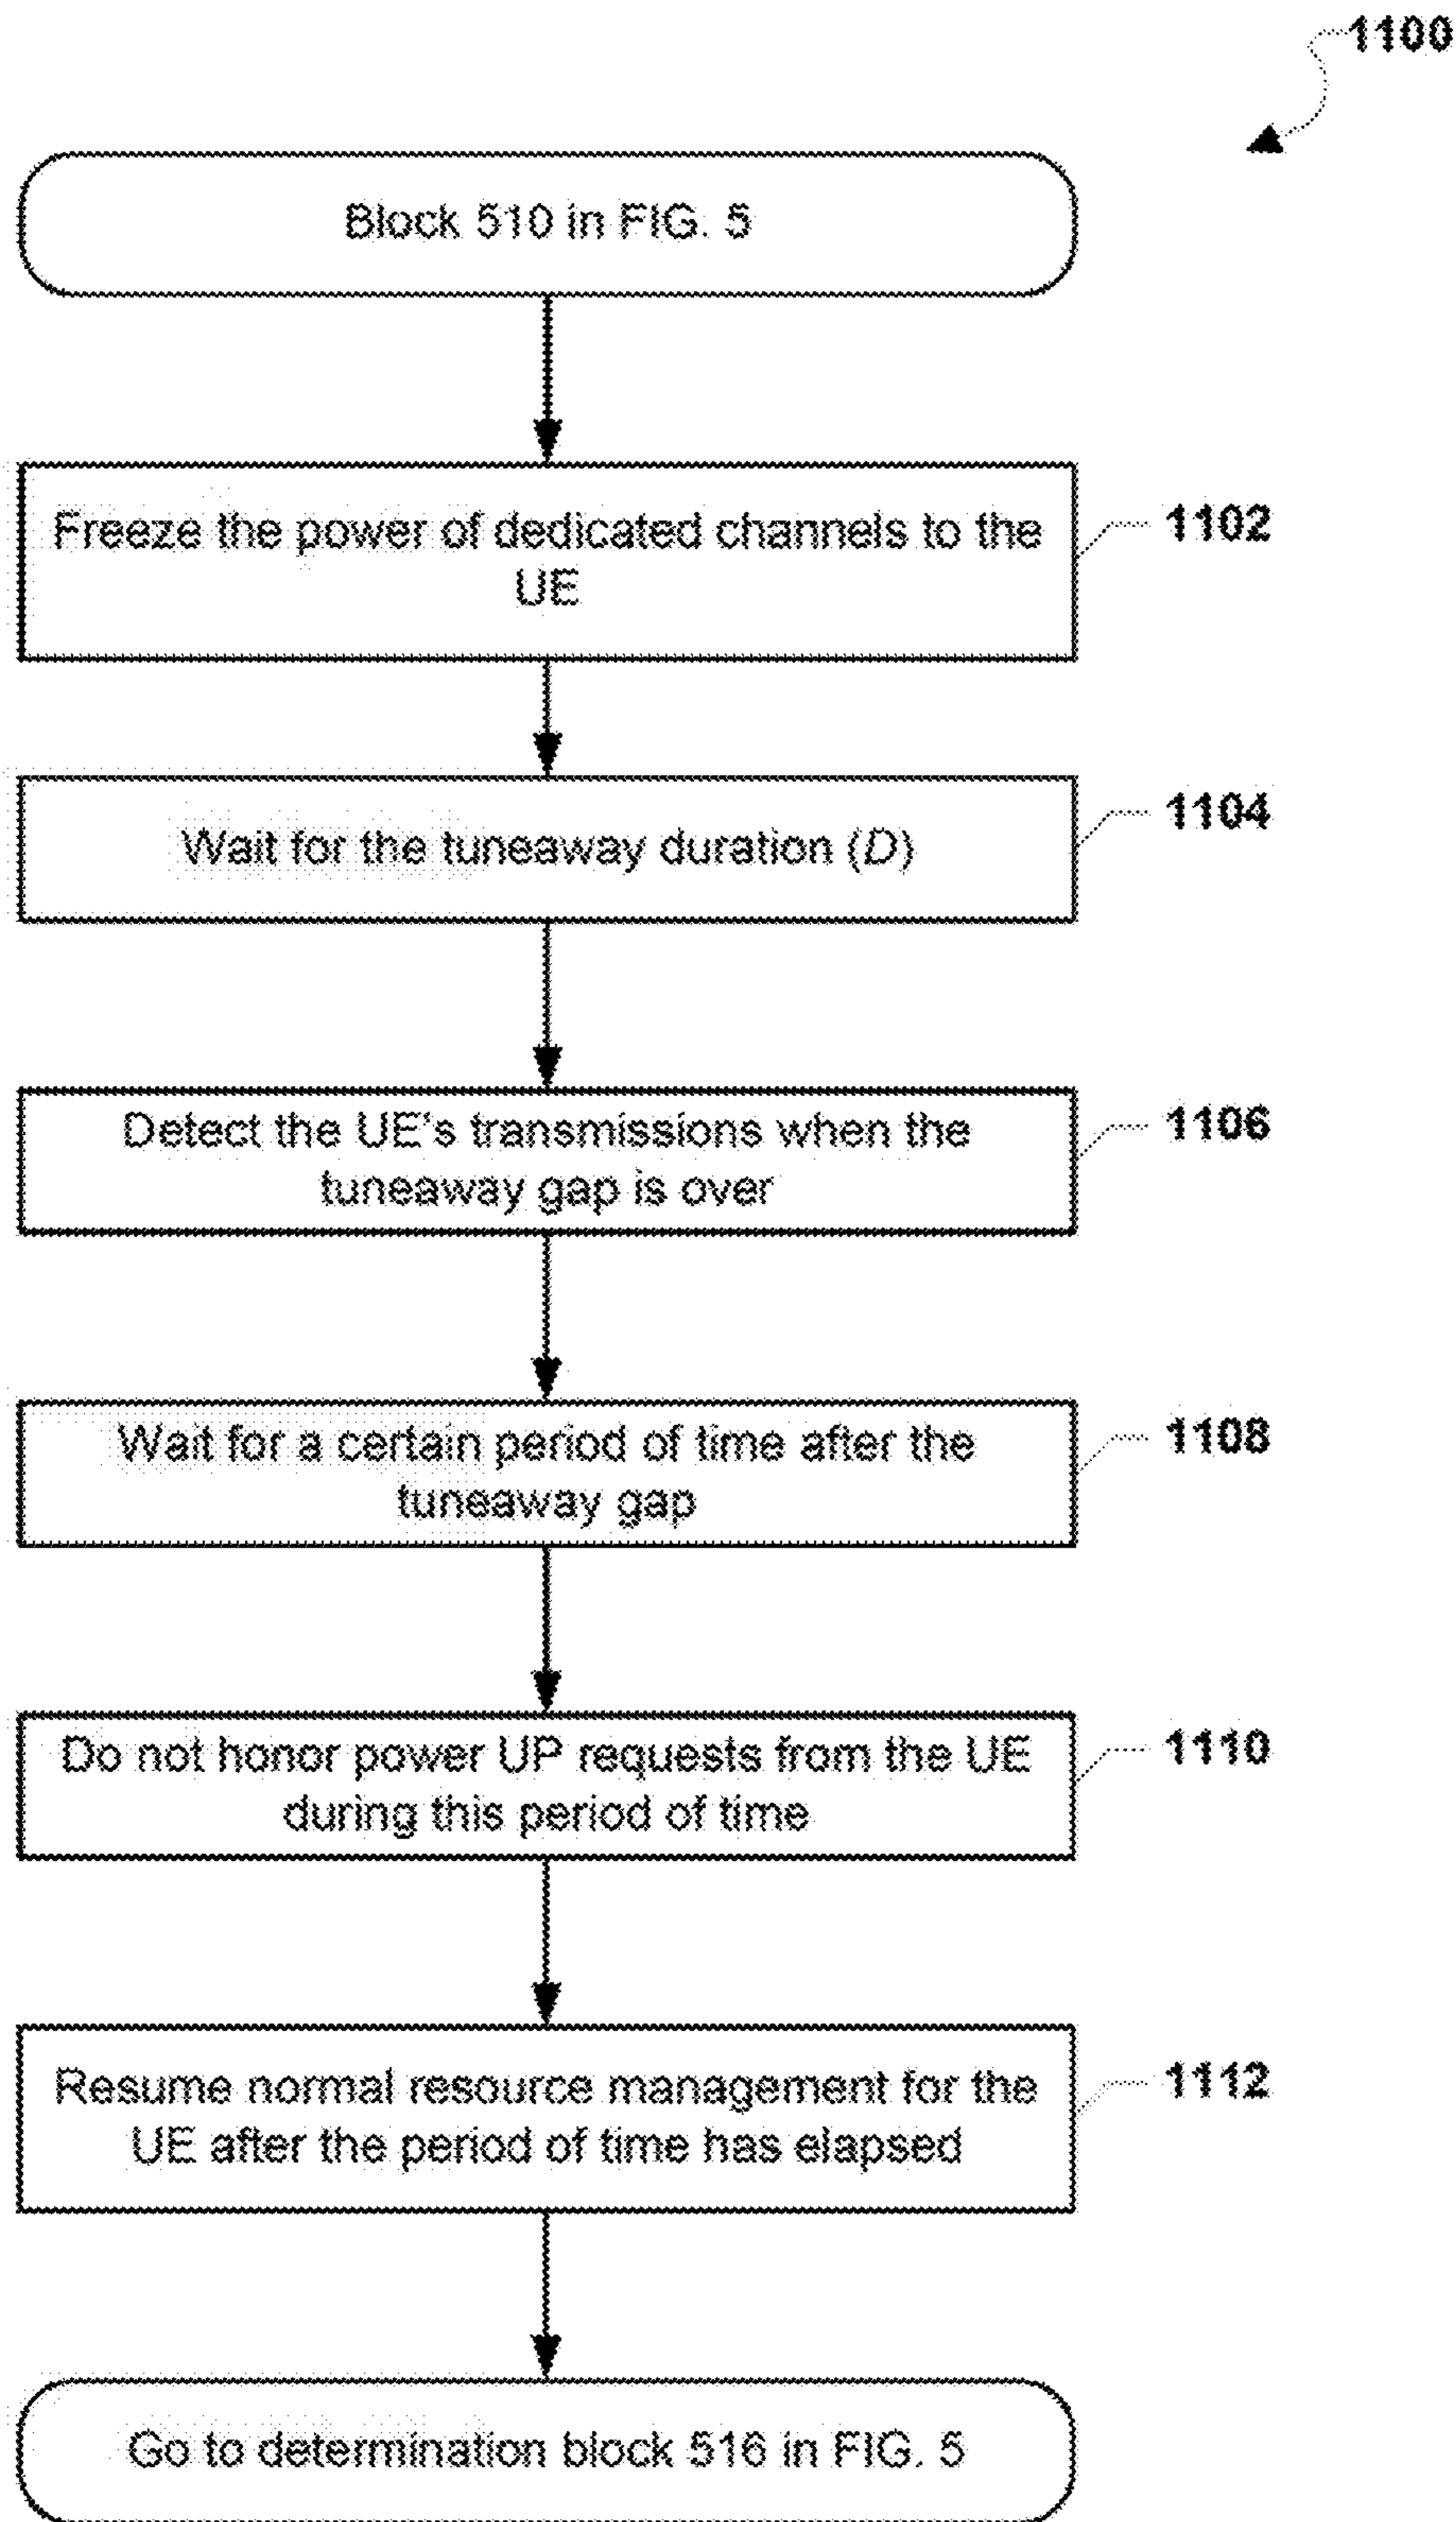 1100
Block 510 in FIG. 5
Freeze the power of dedicated channels to the
UE
1102
Wait for the tuneaway duration (D)
1104
Detect the UE's transmissions when the
tuneaway gap is over
1106
Wait for a certain period of time after the
tuneaway gap
1108
Do not honor power UP requests from the UE
during this period of time
1110
Resume normal resource management for the
UE after the period of time has elapsed
1112
Go to determination block 516 in FIG. 5